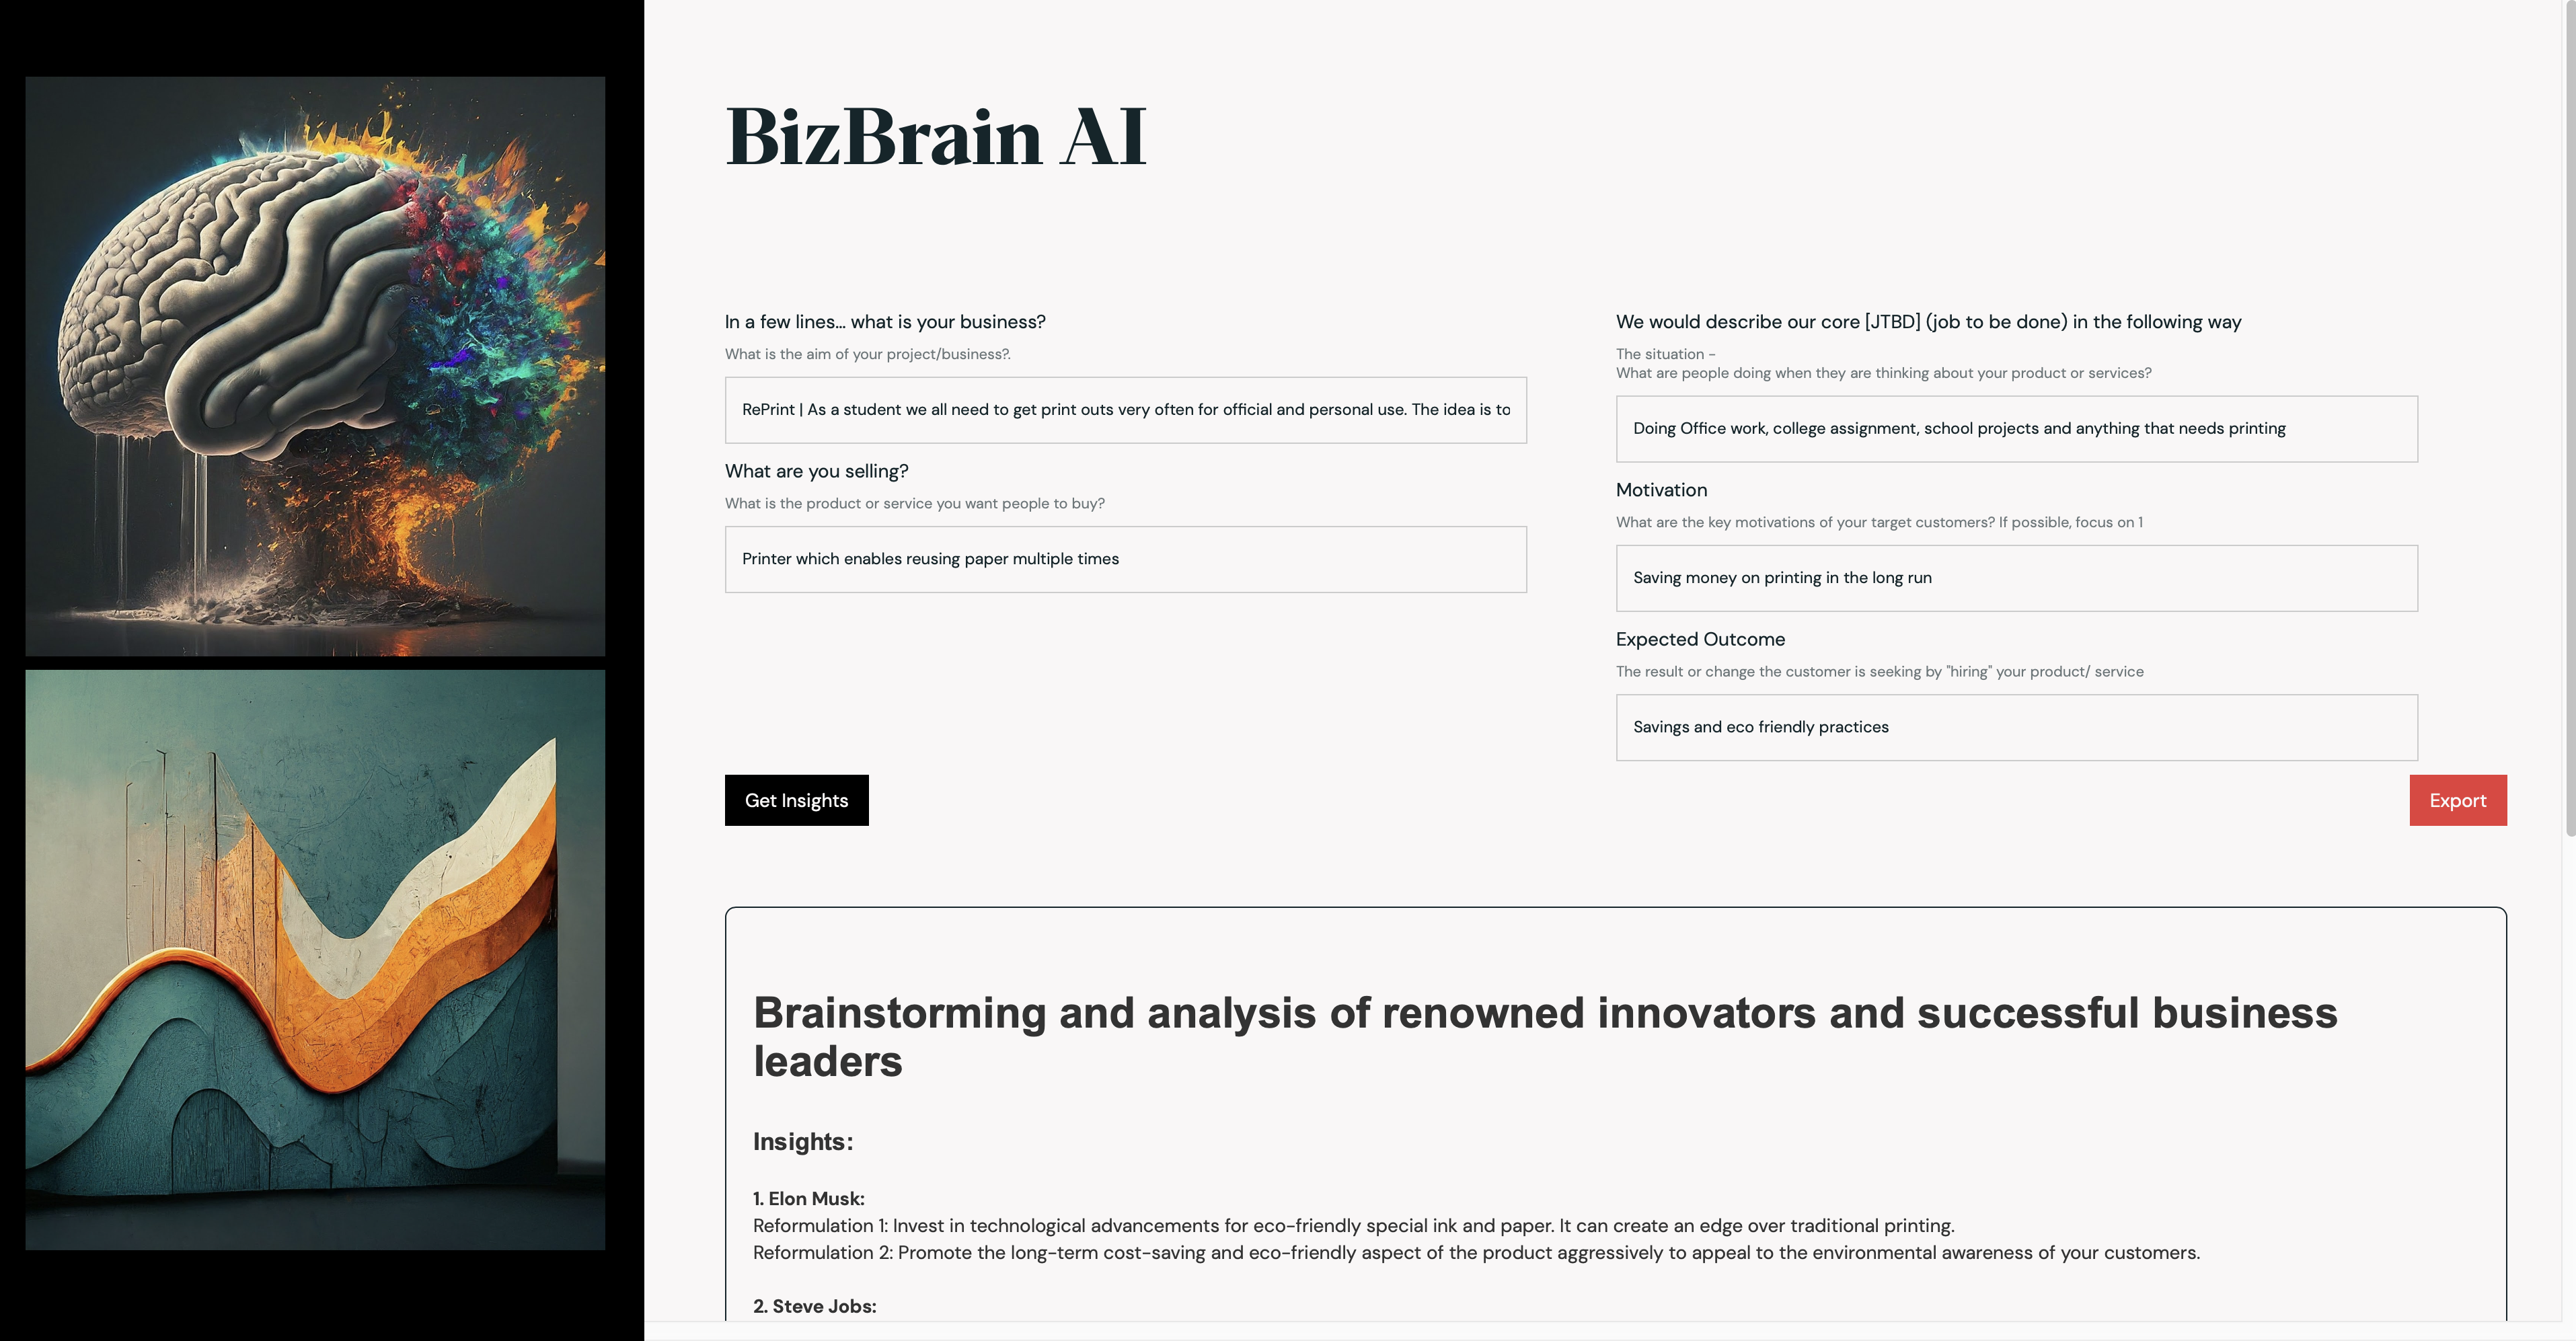 BizBrain AI
In a few lines... what is your business?
What is the aim of your project/business?.
RePrint | As a student we all need to get print outs very often for official and personal use. The idea is to
What are you selling?
What is the product or service you want people to buy?
Printer which enables reusing paper multiple times
We would describe our core [JTBD] (job to be done) in the following way
The situation -
What are people doing when they are thinking about your product or services?
Doing Office work, college assignment, school projects and anything that needs printing
Motivation
What are the key motivations of your target customers? If possible, focus on 1
Saving money on printing in the long run
Expected Outcome
The result or change the customer is seeking by "hiring" your product/ service
Savings and eco friendly practices
Get Insights
Export
Brainstorming and analysis of renowned innovators and successful business
leaders
Insights:
1. Elon Musk:
Reformulation 1: Invest in technological advancements for eco-friendly special ink and paper. It can create an edge over traditional printing.
Reformulation 2: Promote the long-term cost-saving and eco-friendly aspect of the product aggressively to appeal to the environmental awareness of your customers.
2. Steve Jobs: